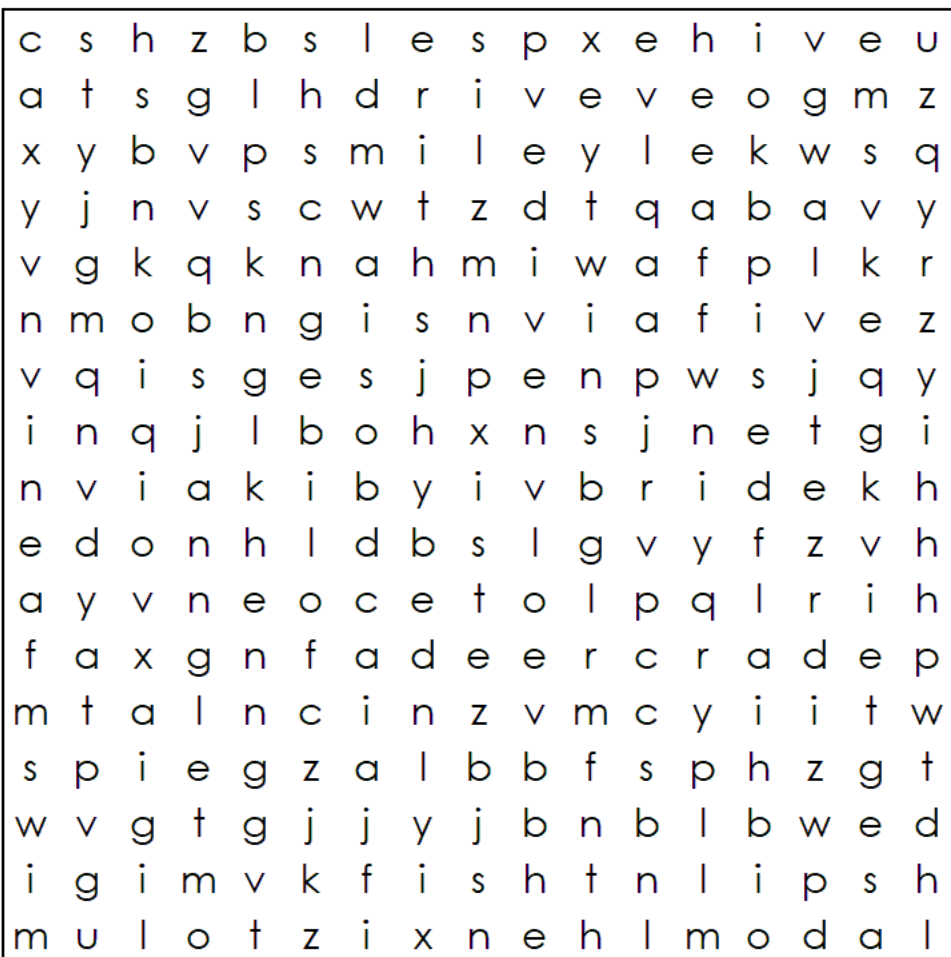 c s h z b s l e s p x e h i v e u
a t s g l h d r i v e v e o g m z
x y b v p s m i l e y l e k w s q
y j n v s c w t z d t q a b a v y
v g k q k n a h m i w a f p l k r
n m o b n g i s n v i a f i v e z
v q i s g e s j p e n p w s j q y
i n q j l b o h x n s j n e t g i
n v i a k i b y i v b r i d e k h
e d o n h l d b s l g v y f z v h
a y v n e o c e t o l p q l r i h
f a x g n f a d e e r c r a d e p
m t a l n c i n z v m c y i i t w
s p i e g z a l b b f s p h z g t
w v g t g j j y j b n b l b w e d
i g i m v k f i s h t n l i p s h
m u l o t z i x n e h l m o d a l